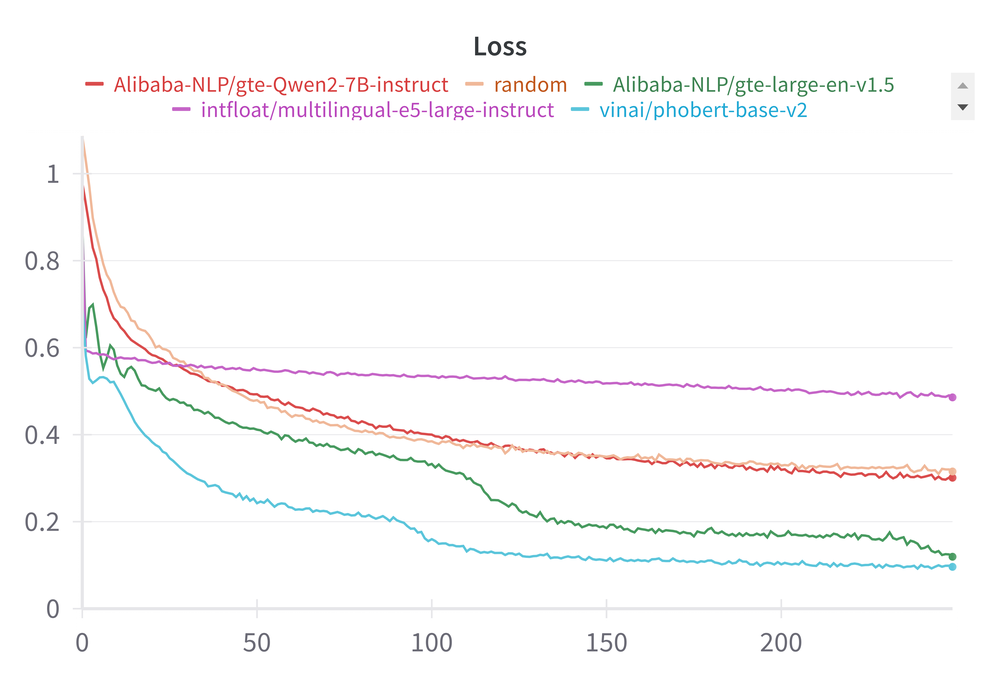 Loss
Alibaba-NLP/gte-Qwen2-7B-instruct random Alibaba-NLP/gte-large-en-v1.5
intfloat/multilingual-e5-large-instruct vinai/phobert-base-v2
1
0.8
0.6
0.4
0.2
0
0 50 100 150 200